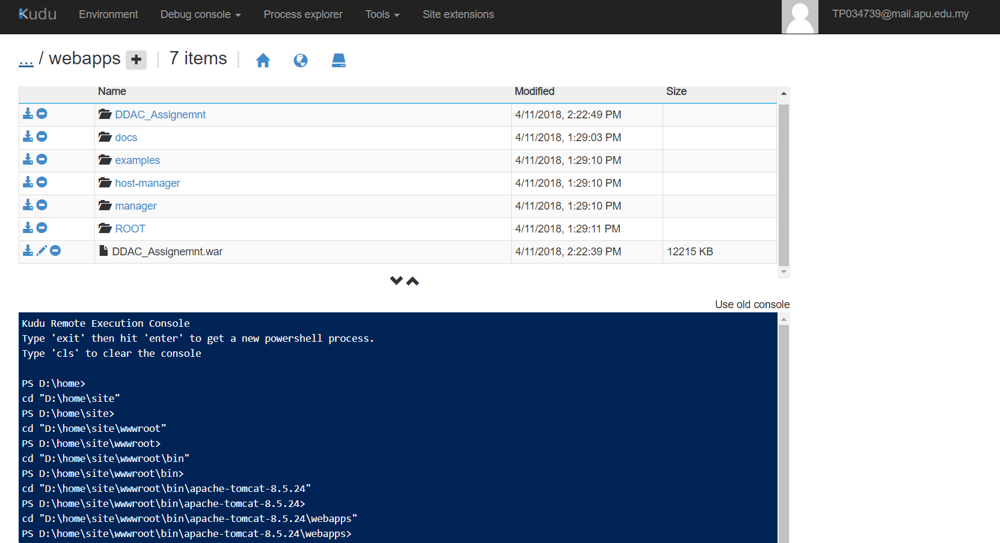 Kudu Environment Debug console Process explorer Tools Site extensions TP034739@mail.apu.edu.my
... / webapps + 7 items
Name Modified Size
DDAC_Assignemnt 4/11/2018, 2:22:49 PM
docs 4/11/2018, 1:29:03 PM
examples 4/11/2018, 1:29:10 PM
host-manager 4/11/2018, 1:29:10 PM
manager 4/11/2018, 1:29:10 PM
ROOT 4/11/2018, 1:29:11 PM
DDAC_Assignemnt.war 4/11/2018, 2:22:39 PM 12215 KB
Use old console
Kudu Remote Execution Console
Type 'exit' then hit 'enter' to get a new powershell process.
Type 'cls' to clear the console
PS D:\home>
cd "D:\home\site"
PS D:\home\site>
cd "D:\home\site\wwwroot"
PS D:\home\site\wwwroot>
cd "D:\home\site\wwwroot\bin"
PS D:\home\site\wwwroot\bin>
cd "D:\home\site\wwwroot\bin\apache-tomcat-8.5.24"
PS D:\home\site\wwwroot\bin\apache-tomcat-8.5.24>
cd "D:\home\site\wwwroot\bin\apache-tomcat-8.5.24\webapps"
PS D:\home\site\wwwroot\bin\apache-tomcat-8.5.24\webapps>